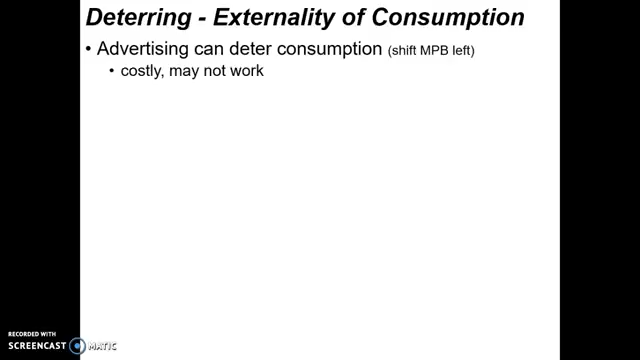 Deterring - Externality of Consumption
• Advertising can deter consumption (shift MPB left)
• costly, may not work
RECORDED WITH
SCREENCAST MATIC